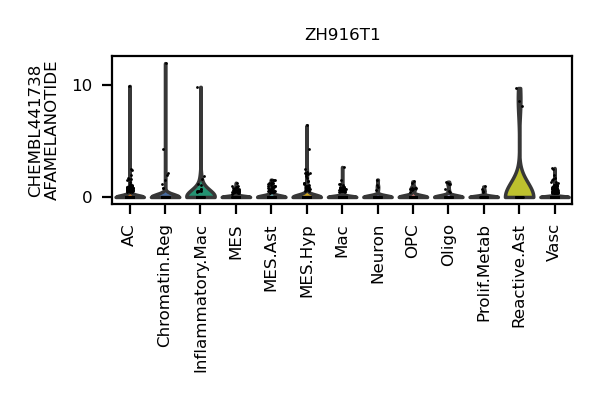 ZH916T1
CHEMBL441738
AFAMELANOTIDE
10
0
AC
Chromatin.Reg
Inflammatory.Mac
MES
MES.Ast
MES.Hyp
Mac
Neuron
OPC
Oligo
Prolif.Metab
Reactive.Ast
Vasc